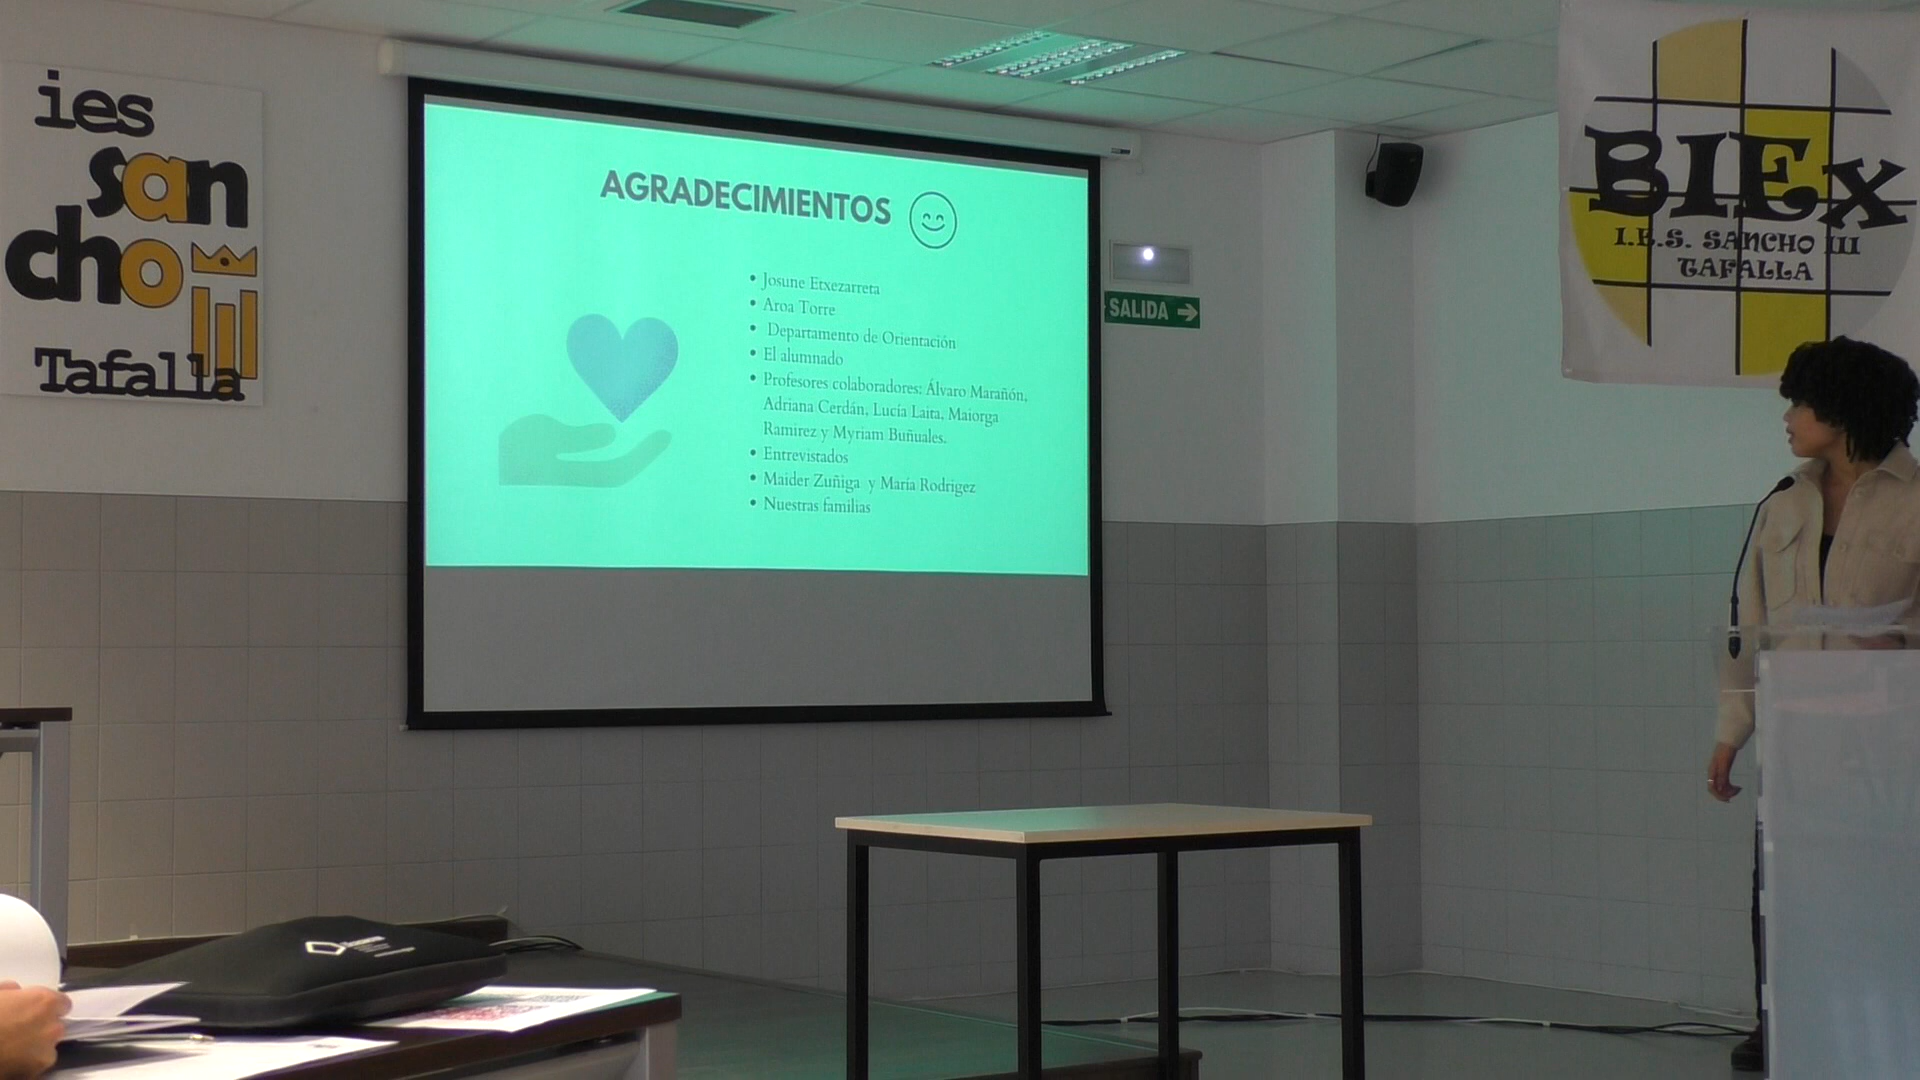 ies
san
cho
III
Tafalla
AGRADECIMIENTOS
• Josune Etxezarreta
• Aroa Torre
• Departamento de Orientación
• El alumnado
• Profesores colaboradores: Álvaro Marañón,
Adriana Cerdán, Lucía Laita, Maiorga
Ramirez y Myriam Buñuales.
• Entrevistados
• Maider Zuñiga y María Rodrigez
• Nuestras familias
SALIDA →
BIEx
I.E.S. SANCHO III
TAFALLA